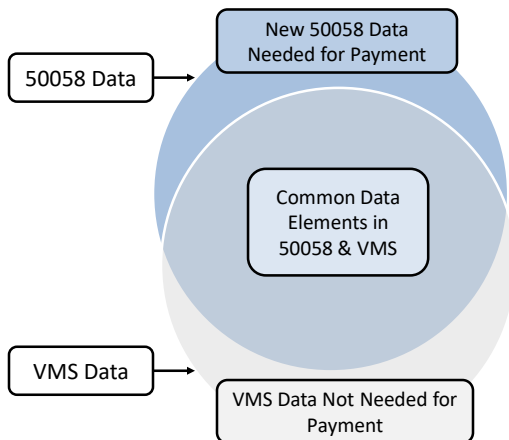 New 50058 Data
Needed for Payment
50058 Data
Common Data
Elements in
50058 & VMS
VMS Data
VMS Data Not Needed for
Payment